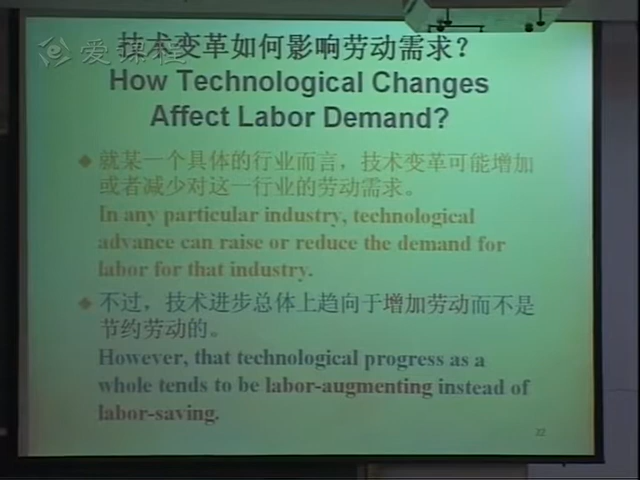 爱课程
技术变革如何影响劳动需求？
How Technological Changes
Affect Labor Demand?
就某一个具体的行业而言，技术变革可能增加
或者减少对这一行业的劳动需求。
In any particular industry, technological
advance can raise or reduce the demand for
labor for that industry.
不过，技术进步总体上趋向于增加劳动而不是
节约劳动的。
However, that technological progress as a
whole tends to be labor-augmenting instead of
labor-saving.
22